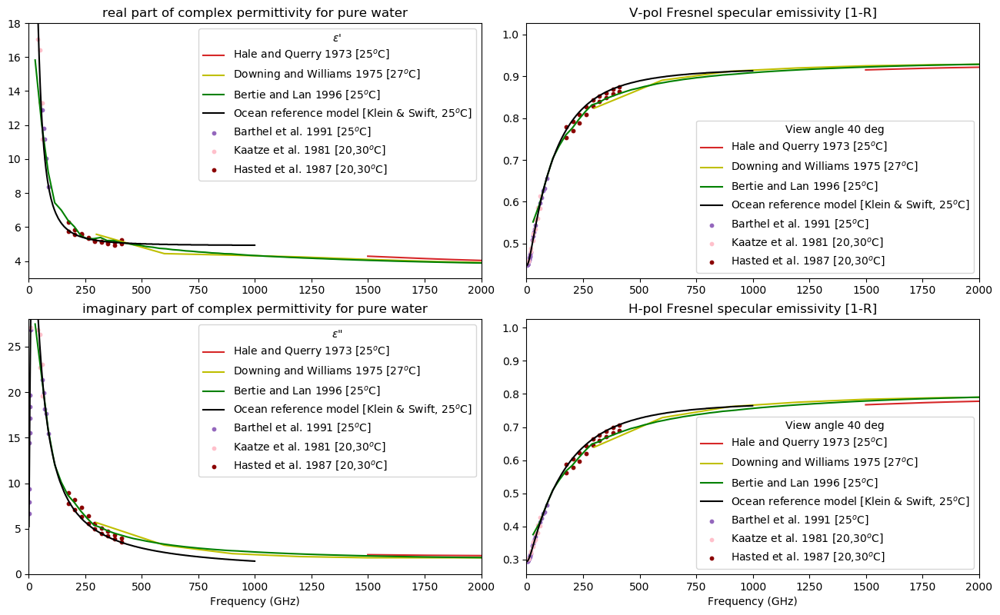 real part of complex permittivity for pure water
18
16
14
12
10
8
6
4
0
250
500
750
1000
1250
1500
1750
2000
ε'
Hale and Querry 1973 [25°C]
Downing and Williams 1975 [27°C]
Bertie and Lan 1996 [25°C]
Ocean reference model [Klein & Swift, 25°C]
Barthel et al. 1991 [25°C]
Kaatze et al. 1981 [20,30°C]
Hasted et al. 1987 [20,30°C]
V-pol Fresnel specular emissivity [1-R]
1.0
0.9
0.8
0.7
0.6
0.5
0
250
500
750
1000
1250
1500
1750
2000
View angle 40 deg
Hale and Querry 1973 [25°C]
Downing and Williams 1975 [27°C]
Bertie and Lan 1996 [25°C]
Ocean reference model [Klein & Swift, 25°C]
Barthel et al. 1991 [25°C]
Kaatze et al. 1981 [20,30°C]
Hasted et al. 1987 [20,30°C]
imaginary part of complex permittivity for pure water
25
20
15
10
5
0
0
250
500
750
1000
1250
1500
1750
2000
Frequency (GHz)
ε"
Hale and Querry 1973 [25°C]
Downing and Williams 1975 [27°C]
Bertie and Lan 1996 [25°C]
Ocean reference model [Klein & Swift, 25°C]
Barthel et al. 1991 [25°C]
Kaatze et al. 1981 [20,30°C]
Hasted et al. 1987 [20,30°C]
H-pol Fresnel specular emissivity [1-R]
1.0
0.9
0.8
0.7
0.6
0.5
0.4
0.3
0
250
500
750
1000
1250
1500
1750
2000
Frequency (GHz)
View angle 40 deg
Hale and Querry 1973 [25°C]
Downing and Williams 1975 [27°C]
Bertie and Lan 1996 [25°C]
Ocean reference model [Klein & Swift, 25°C]
Barthel et al. 1991 [25°C]
Kaatze et al. 1981 [20,30°C]
Hasted et al. 1987 [20,30°C]